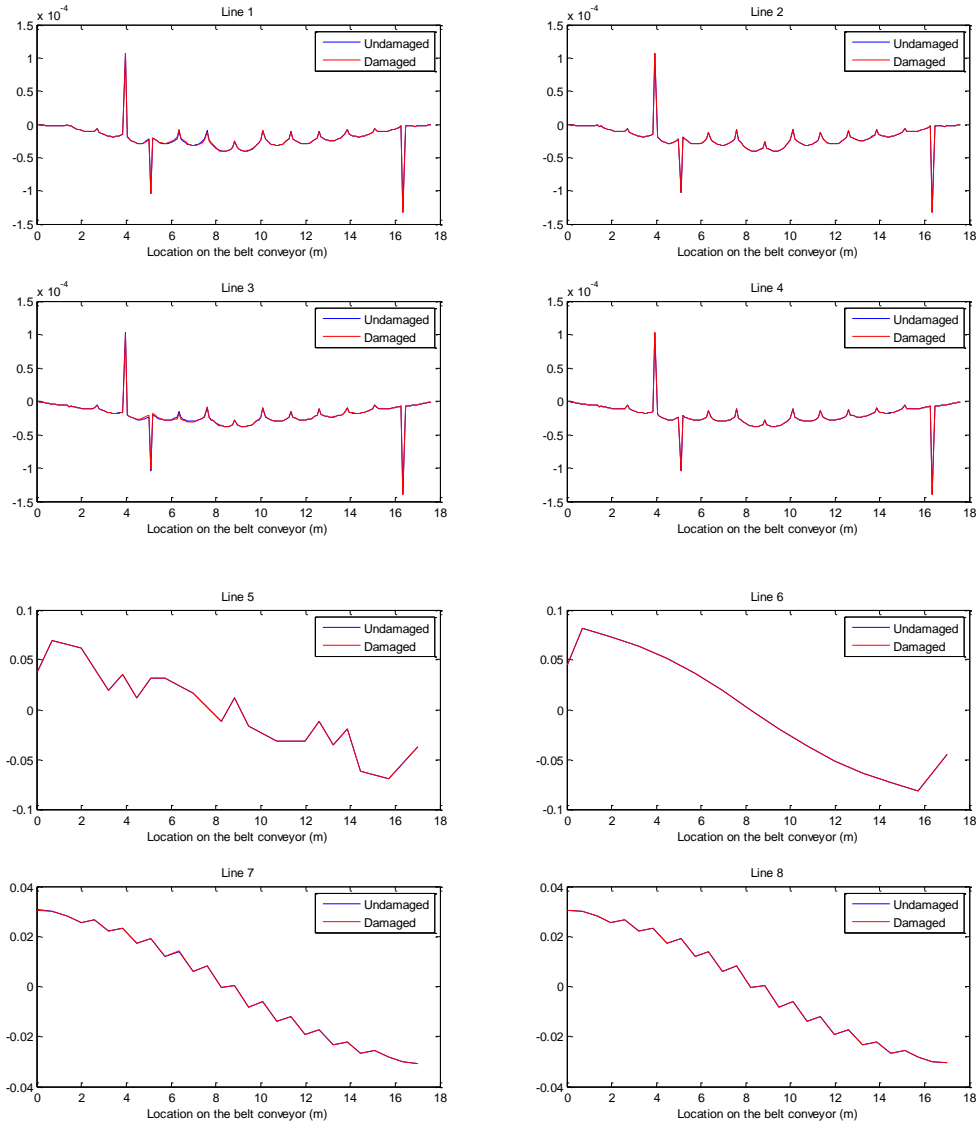 Line 1
x 10^-4
1.5
1
0.5
0
-0.5
-1
-1.5
0 2 4 6 8 10 12 14 16 18
Location on the belt conveyor (m)
Undamaged
Damaged
Line 2
x 10^-4
1.5
1
0.5
0
-0.5
-1
-1.5
0 2 4 6 8 10 12 14 16 18
Location on the belt conveyor (m)
Undamaged
Damaged
Line 3
x 10^-4
1.5
1
0.5
0
-0.5
-1
-1.5
0 2 4 6 8 10 12 14 16 18
Location on the belt conveyor (m)
Undamaged
Damaged
Line 4
x 10^-4
1.5
1
0.5
0
-0.5
-1
-1.5
0 2 4 6 8 10 12 14 16 18
Location on the belt conveyor (m)
Undamaged
Damaged
Line 5
0.1
0.05
0
-0.05
-0.1
0 2 4 6 8 10 12 14 16 18
Location on the belt conveyor (m)
Undamaged
Damaged
Line 6
0.1
0.05
0
-0.05
-0.1
0 2 4 6 8 10 12 14 16 18
Location on the belt conveyor (m)
Undamaged
Damaged
Line 7
0.04
0.02
0
-0.02
-0.04
0 2 4 6 8 10 12 14 16 18
Location on the belt conveyor (m)
Undamaged
Damaged
Line 8
0.04
0.02
0
-0.02
-0.04
0 2 4 6 8 10 12 14 16 18
Location on the belt conveyor (m)
Undamaged
Damaged